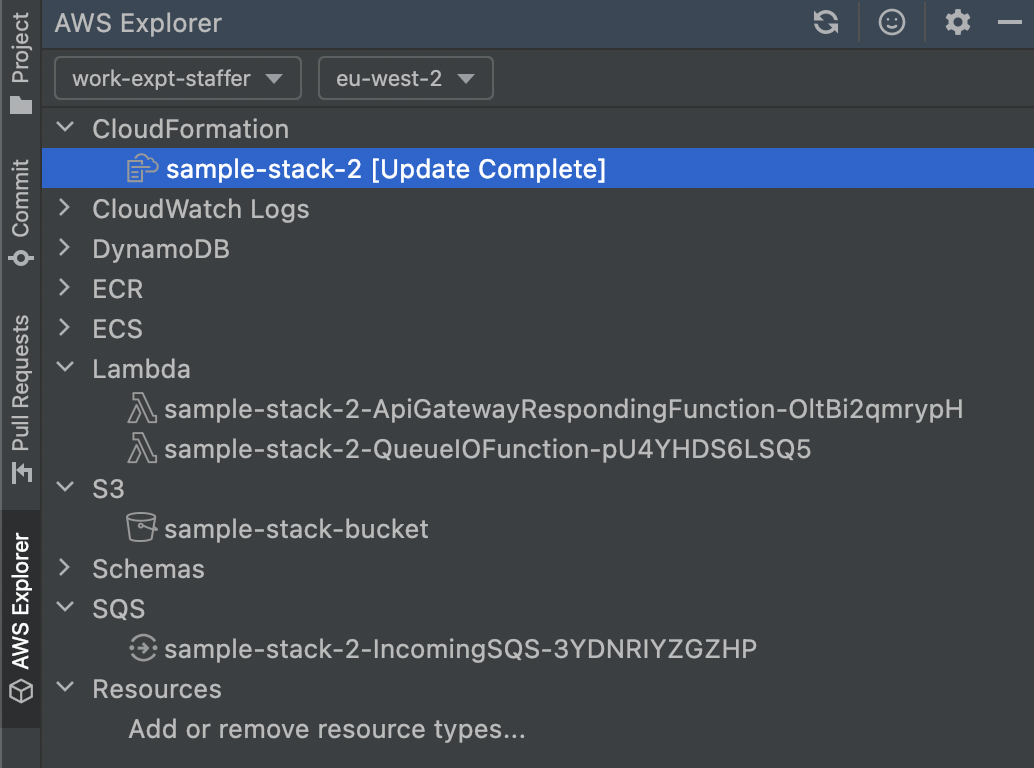 AWS Explorer
work-expt-staffer
eu-west-2
CloudFormation
sample-stack-2 [Update Complete]
CloudWatch Logs
DynamoDB
ECR
ECS
Lambda
sample-stack-2-ApiGatewayRespondingFunction-OltBi2qmrypH
sample-stack-2-QueueIOFunction-pU4YHDS6LSQ5
S3
sample-stack-bucket
Schemas
SQS
sample-stack-2-IncomingSQS-3YDNRIYZGZHP
Resources
Add or remove resource types...
Project
Commit
Pull Requests
AWS Explorer